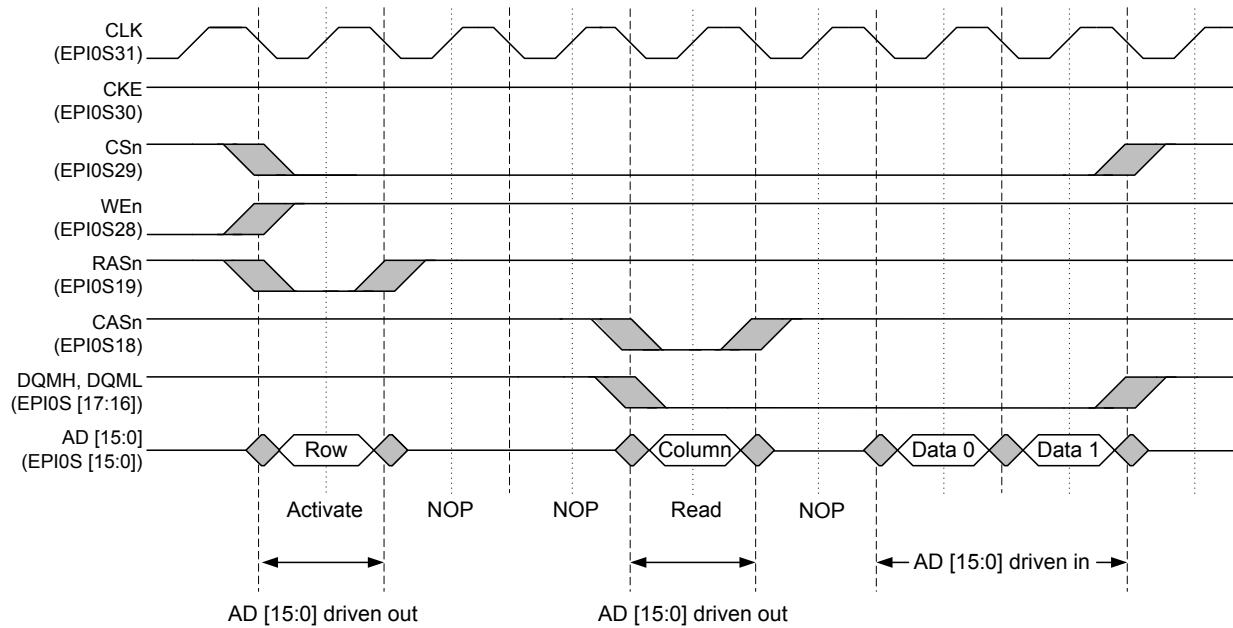 CLK
(EPI0S31)
CKE
(EPI0S30)
CSn
(EPI0S29)
WEn
(EPI0S28)
RASn
(EPI0S19)
CASn
(EPI0S18)
DQMH, DQML
(EPI0S [17:16])
AD [15:0]
(EPI0S [15:0])
Row Column Data 0 Data 1
Activate NOP NOP Read NOP
AD [15:0] driven in
AD [15:0] driven out AD [15:0] driven out